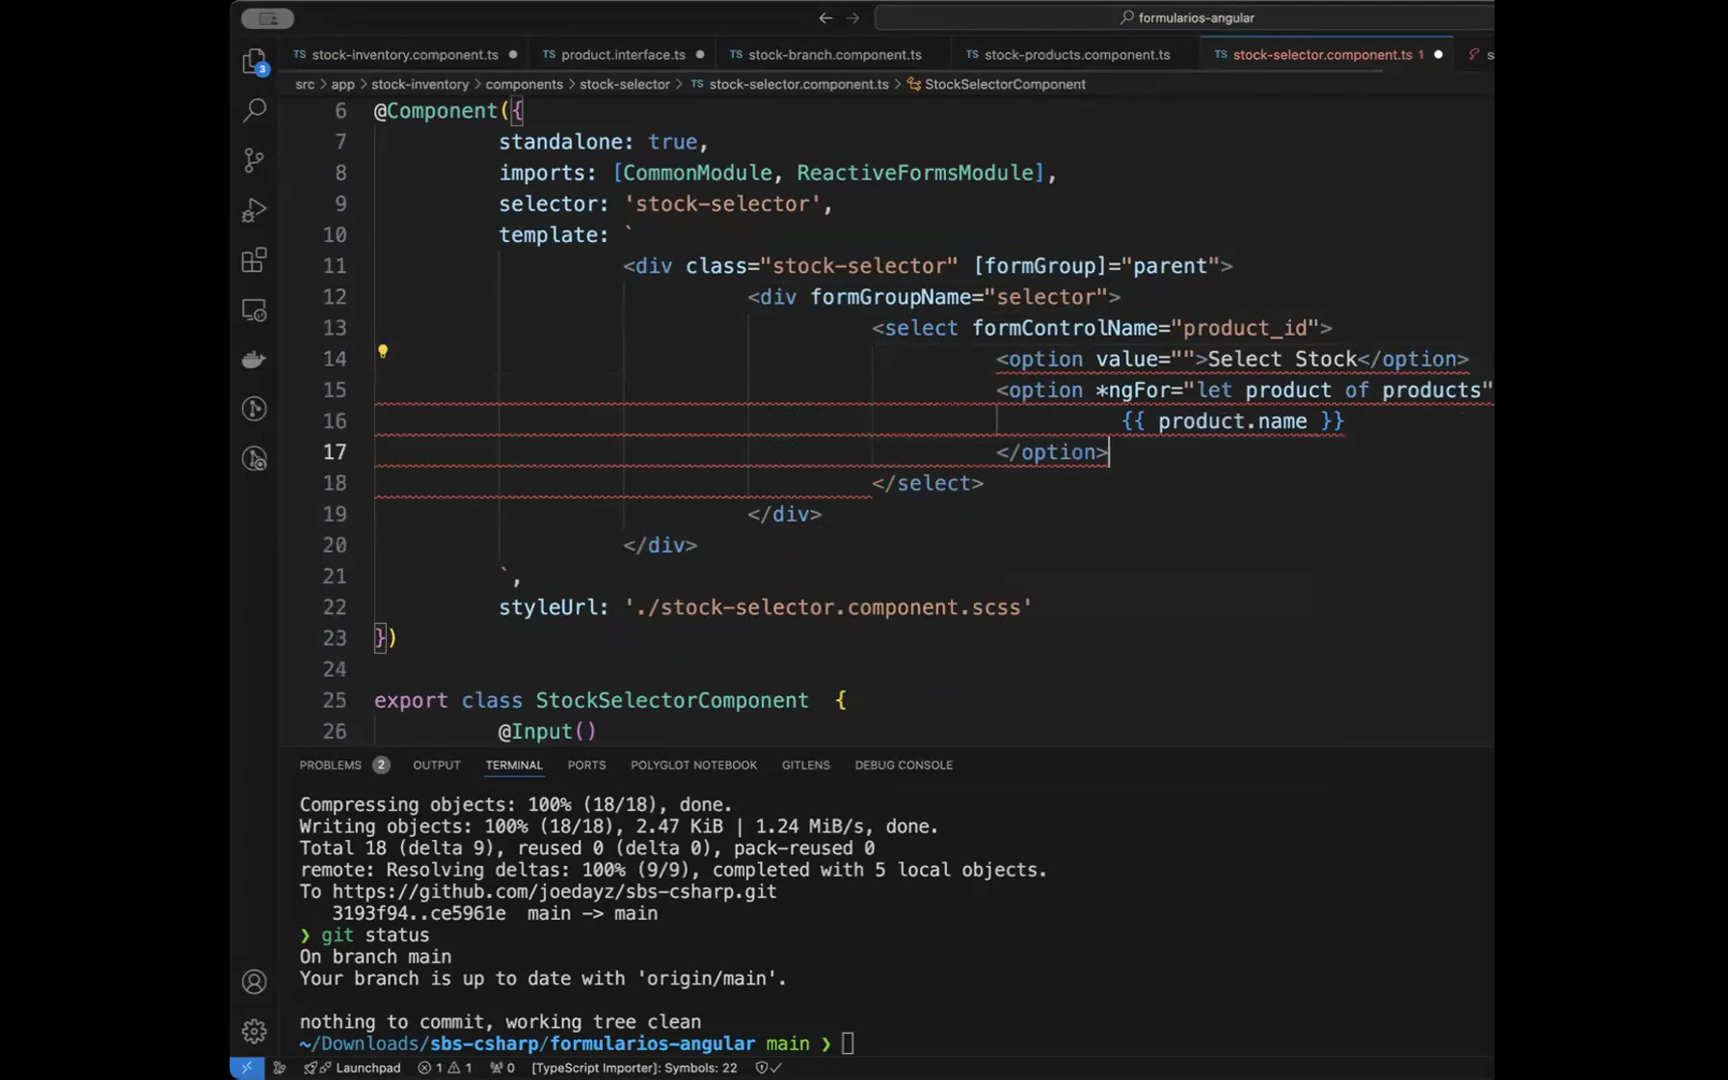 formularios-angular
TS stock-inventory.component.ts
TS product.interface.ts
TS stock-branch.component.ts
TS stock-products.component.ts
TS stock-selector.component.ts 1
3
src > app > stock-inventory > components > stock-selector > TS stock-selector.component.ts > StockSelectorComponent
6 @Component({
7 standalone: true,
8 imports: [CommonModule, ReactiveFormsModule],
9 selector: 'stock-selector',
10 template: `
11 <div class="stock-selector" [formGroup]="parent">
12 <div formGroupName="selector">
13 <select formControlName="product_id">
14 <option value="">Select Stock</option>
15 <option *ngFor="let product of products"
16 {{ product.name }}
17 </option>
18 </select>
19 </div>
20 </div>
21 `,
22 styleUrl: './stock-selector.component.scss'
23 })
24
25 export class StockSelectorComponent {
26 @Input()
PROBLEMS 2 OUTPUT TERMINAL PORTS POLYGLOT NOTEBOOK GITLENS DEBUG CONSOLE
Compressing objects: 100% (18/18), done.
Writing objects: 100% (18/18), 2.47 KiB | 1.24 MiB/s, done.
Total 18 (delta 9), reused 0 (delta 0), pack-reused 0
remote: Resolving deltas: 100% (9/9), completed with 5 local objects.
To https://github.com/joedayz/sbs-csharp.git
3193f94..ce5961e main -> main
❯ git status
On branch main
Your branch is up to date with 'origin/main'.
nothing to commit, working tree clean
~/Downloads/sbs-csharp/formularios-angular main ❯
Launchpad 1 1 0 [TypeScript Importer]: Symbols: 22